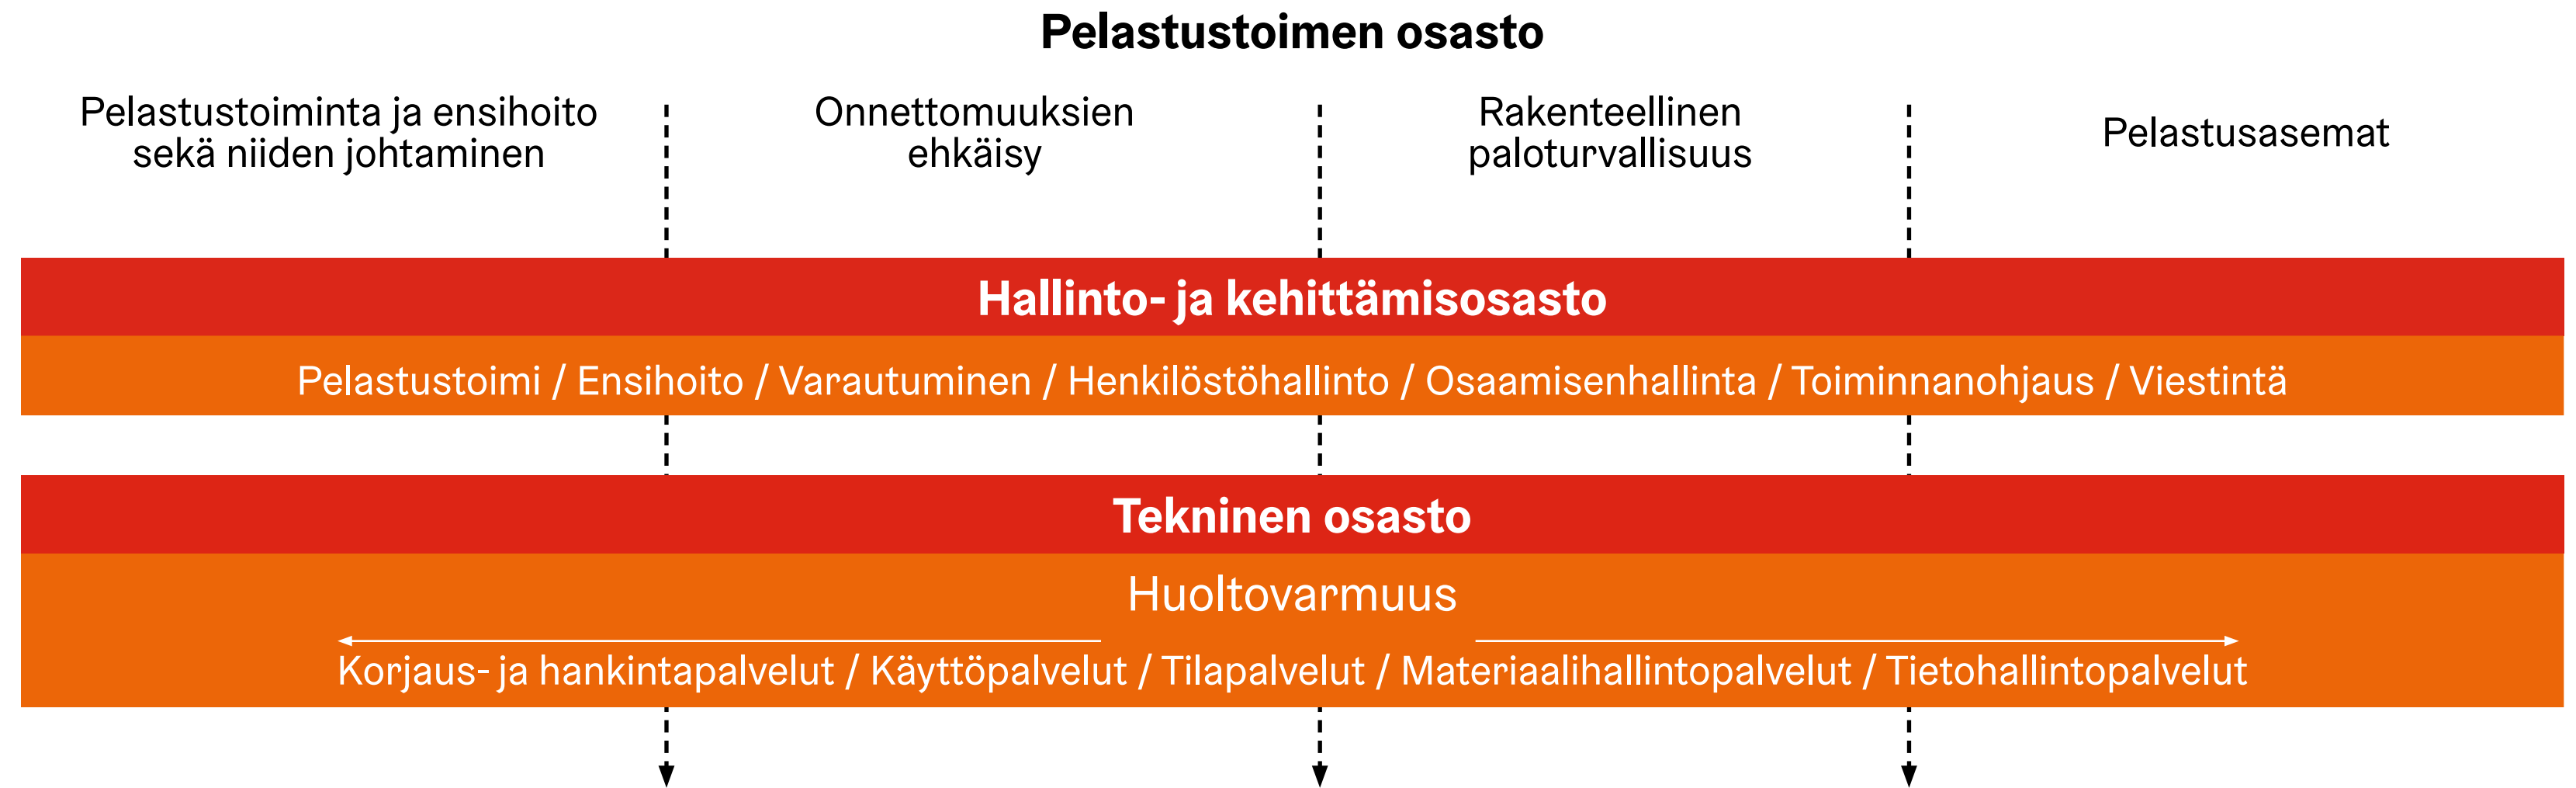 Pelastustoimen osasto
Pelastustoiminta ja ensihoito
sekä niiden johtaminen
Onnettomuuksien
ehkäisy
Rakenteellinen
paloturvallisuus
Pelastusasemat
Hallinto- ja kehittämisosasto
Pelastustoimi / Ensihoito / Varautuminen / Henkilöstöhallinto / Osaamisenhallinta / Toiminnanohjaus / Viestintä
Tekninen osasto
Huoltovarmuus
Korjaus- ja hankintapalvelut / Käyttöpalvelut / Tilapalvelut / Materiaalihallintopalvelut / Tietohallintopalvelut